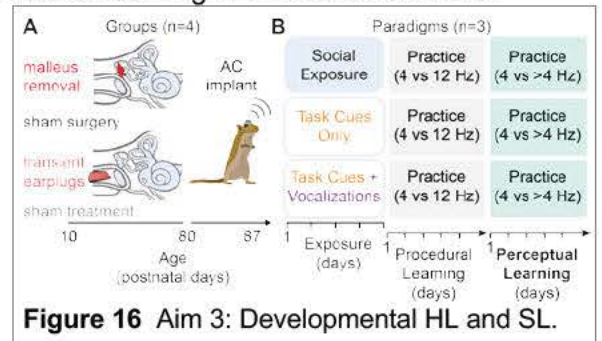 A
Groups (n=4)
malleus
removal
sham surgery
transient
earplugs
sham treatment
AC
implant
10
80
87
Age
(postnatal days)
B
Paradigms (n=3)
Social
Exposure
Practice
(4 vs 12 Hz)
Practice
(4 vs >4 Hz)
Task Cues
Only
Practice
(4 vs 12 Hz)
Practice
(4 vs >4 Hz)
Task Cues +
Vocalizations
Practice
(4 vs 12 Hz)
Practice
(4 vs >4 Hz)
1
Exposure
(days)
1
Procedural
Learning
(days)
1
Perceptual
Learning
(days)
Figure 16 Aim 3: Developmental HL and SL.